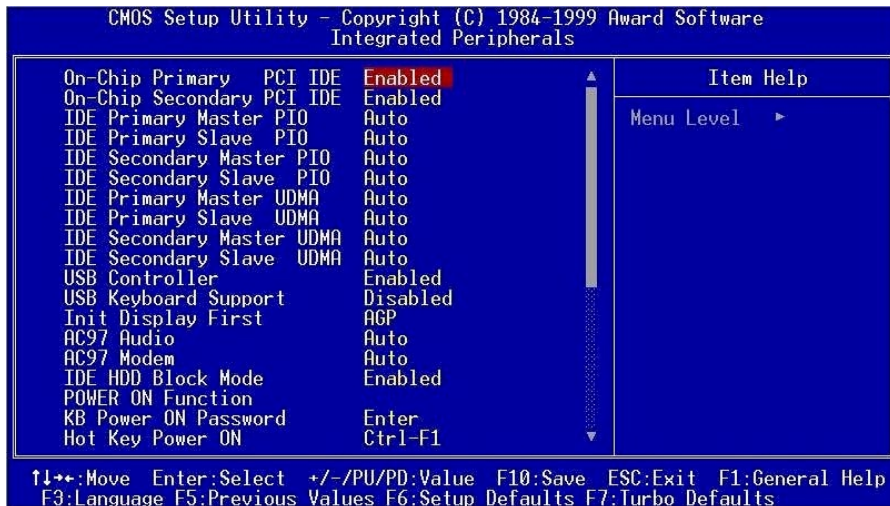 CMOS Setup Utility - Copyright (C) 1984-1999 Award Software
Integrated Peripherals
On-Chip Primary PCI IDE Enabled
On-Chip Secondary PCI IDE Enabled
IDE Primary Master PIO Auto
IDE Primary Slave PIO Auto
IDE Secondary Master PIO Auto
IDE Secondary Slave PIO Auto
IDE Primary Master UDMA Auto
IDE Primary Slave UDMA Auto
IDE Secondary Master UDMA Auto
IDE Secondary Slave UDMA Auto
USB Controller Enabled
USB Keyboard Support Disabled
Init Display First AGP
AC97 Audio Auto
AC97 Modem Auto
IDE HDD Block Mode Enabled
POWER ON Function
KB Power ON Password Enter
Hot Key Power ON Ctrl-F1
Item Help
Menu Level ►
↑↓→←:Move Enter:Select +/-/PU/PD:Value F10:Save ESC:Exit F1:General Help
F3:Language F5:Previous Values F6:Setup Defaults F7:Turbo Defaults